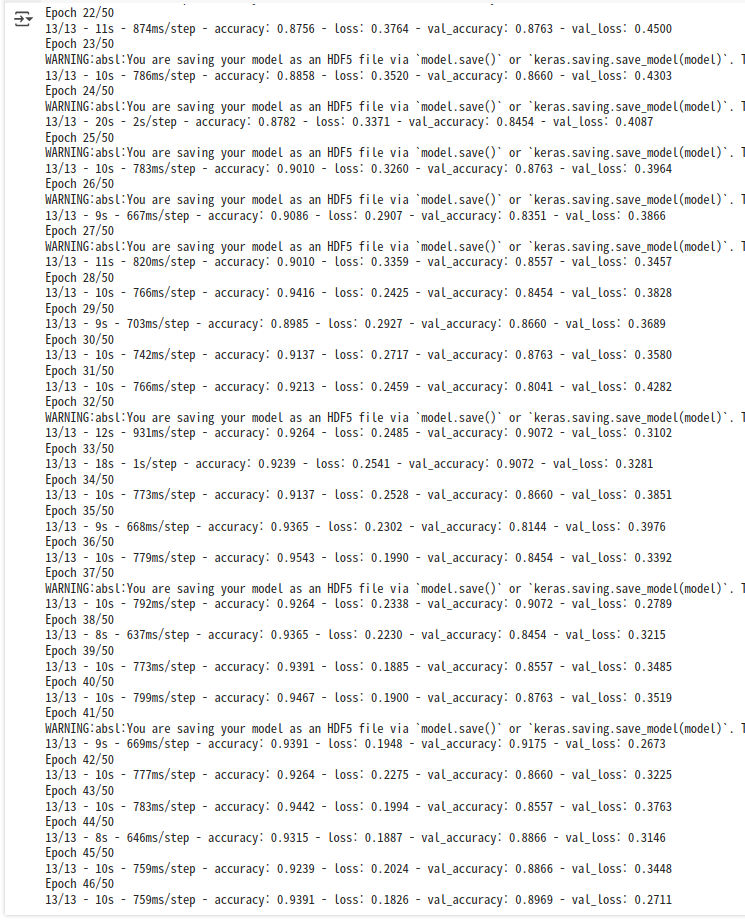 Epoch 22/50
13/13 - 11s - 874ms/step - accuracy: 0.8756 - loss: 0.3764 - val_accuracy: 0.8763 - val_loss: 0.4500
Epoch 23/50
WARNING:absl:You are saving your model as an HDF5 file via `model.save()` or `keras.saving.save_model(model)`. T
13/13 - 10s - 786ms/step - accuracy: 0.8858 - loss: 0.3520 - val_accuracy: 0.8660 - val_loss: 0.4303
Epoch 24/50
WARNING:absl:You are saving your model as an HDF5 file via `model.save()` or `keras.saving.save_model(model)`. T
13/13 - 20s - 2s/step - accuracy: 0.8782 - loss: 0.3371 - val_accuracy: 0.8454 - val_loss: 0.4087
Epoch 25/50
WARNING:absl:You are saving your model as an HDF5 file via `model.save()` or `keras.saving.save_model(model)`. T
13/13 - 10s - 783ms/step - accuracy: 0.9010 - loss: 0.3260 - val_accuracy: 0.8763 - val_loss: 0.3964
Epoch 26/50
WARNING:absl:You are saving your model as an HDF5 file via `model.save()` or `keras.saving.save_model(model)`. T
13/13 - 9s - 667ms/step - accuracy: 0.9086 - loss: 0.2907 - val_accuracy: 0.8351 - val_loss: 0.3866
Epoch 27/50
WARNING:absl:You are saving your model as an HDF5 file via `model.save()` or `keras.saving.save_model(model)`. T
13/13 - 11s - 820ms/step - accuracy: 0.9010 - loss: 0.3359 - val_accuracy: 0.8557 - val_loss: 0.3457
Epoch 28/50
13/13 - 10s - 766ms/step - accuracy: 0.9416 - loss: 0.2425 - val_accuracy: 0.8454 - val_loss: 0.3828
Epoch 29/50
13/13 - 9s - 703ms/step - accuracy: 0.8985 - loss: 0.2927 - val_accuracy: 0.8660 - val_loss: 0.3689
Epoch 30/50
13/13 - 10s - 742ms/step - accuracy: 0.9137 - loss: 0.2717 - val_accuracy: 0.8763 - val_loss: 0.3580
Epoch 31/50
13/13 - 10s - 766ms/step - accuracy: 0.9213 - loss: 0.2459 - val_accuracy: 0.8041 - val_loss: 0.4282
Epoch 32/50
WARNING:absl:You are saving your model as an HDF5 file via `model.save()` or `keras.saving.save_model(model)`. T
13/13 - 12s - 931ms/step - accuracy: 0.9264 - loss: 0.2485 - val_accuracy: 0.9072 - val_loss: 0.3102
Epoch 33/50
13/13 - 18s - 1s/step - accuracy: 0.9239 - loss: 0.2541 - val_accuracy: 0.9072 - val_loss: 0.3281
Epoch 34/50
13/13 - 10s - 773ms/step - accuracy: 0.9137 - loss: 0.2528 - val_accuracy: 0.8660 - val_loss: 0.3851
Epoch 35/50
13/13 - 9s - 668ms/step - accuracy: 0.9365 - loss: 0.2302 - val_accuracy: 0.8144 - val_loss: 0.3976
Epoch 36/50
13/13 - 10s - 779ms/step - accuracy: 0.9543 - loss: 0.1990 - val_accuracy: 0.8454 - val_loss: 0.3392
Epoch 37/50
WARNING:absl:You are saving your model as an HDF5 file via `model.save()` or `keras.saving.save_model(model)`. T
13/13 - 10s - 792ms/step - accuracy: 0.9264 - loss: 0.2338 - val_accuracy: 0.9072 - val_loss: 0.2789
Epoch 38/50
13/13 - 8s - 637ms/step - accuracy: 0.9365 - loss: 0.2230 - val_accuracy: 0.8454 - val_loss: 0.3215
Epoch 39/50
13/13 - 10s - 773ms/step - accuracy: 0.9391 - loss: 0.1885 - val_accuracy: 0.8557 - val_loss: 0.3485
Epoch 40/50
13/13 - 10s - 799ms/step - accuracy: 0.9467 - loss: 0.1900 - val_accuracy: 0.8763 - val_loss: 0.3519
Epoch 41/50
WARNING:absl:You are saving your model as an HDF5 file via `model.save()` or `keras.saving.save_model(model)`. T
13/13 - 9s - 669ms/step - accuracy: 0.9391 - loss: 0.1948 - val_accuracy: 0.9175 - val_loss: 0.2673
Epoch 42/50
13/13 - 10s - 777ms/step - accuracy: 0.9264 - loss: 0.2275 - val_accuracy: 0.8660 - val_loss: 0.3225
Epoch 43/50
13/13 - 10s - 783ms/step - accuracy: 0.9442 - loss: 0.1994 - val_accuracy: 0.8557 - val_loss: 0.3763
Epoch 44/50
13/13 - 8s - 646ms/step - accuracy: 0.9315 - loss: 0.1887 - val_accuracy: 0.8866 - val_loss: 0.3146
Epoch 45/50
13/13 - 10s - 759ms/step - accuracy: 0.9239 - loss: 0.2024 - val_accuracy: 0.8866 - val_loss: 0.3448
Epoch 46/50
13/13 - 10s - 759ms/step - accuracy: 0.9391 - loss: 0.1826 - val_accuracy: 0.8969 - val_loss: 0.2711